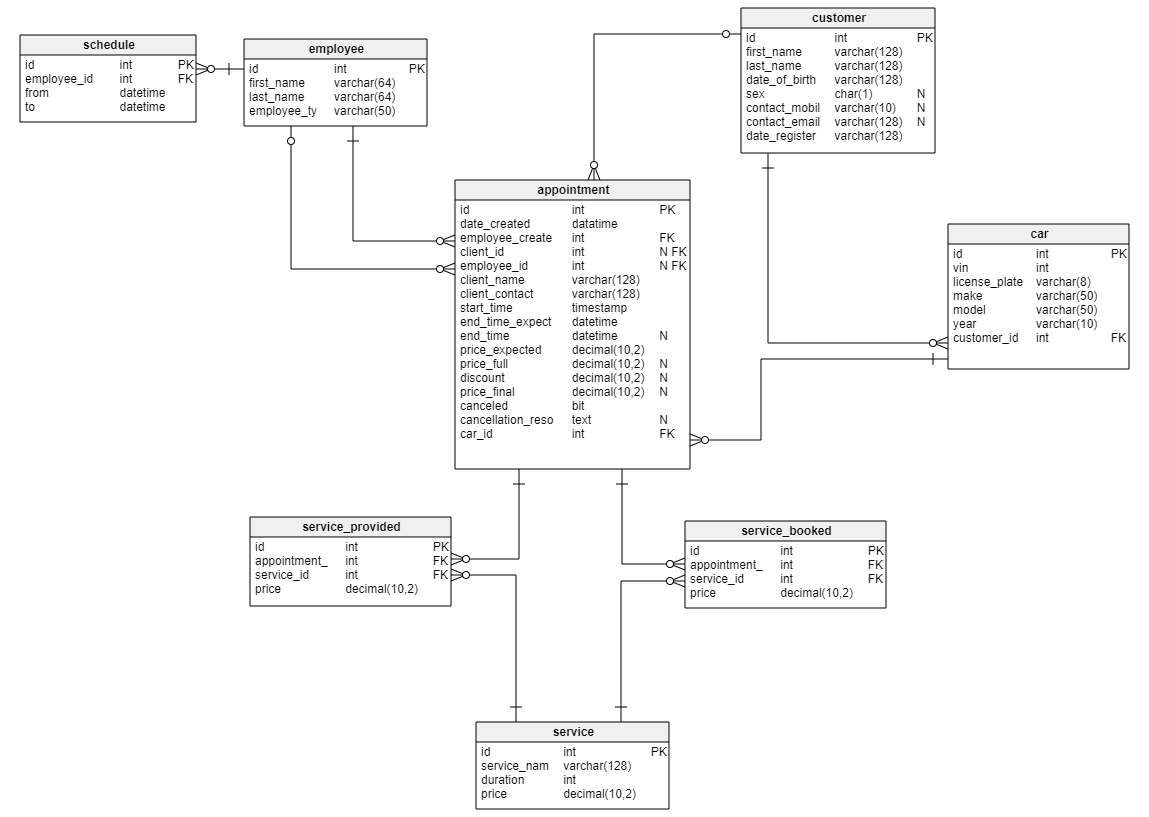 schedule
id int PK
employee_id int FK
from datetime
to datetime
employee
id int PK
first_name varchar(64)
last_name varchar(64)
employee_ty varchar(50)
customer
id int PK
first_name varchar(128)
last_name varchar(128)
date_of_birth varchar(128)
sex char(1) N
contact_mobil varchar(10) N
contact_email varchar(128) N
date_register varchar(128)
appointment
id int PK
date_created datatime
employee_create int FK
client_id int N FK
employee_id int N FK
client_name varchar(128)
client_contact varchar(128)
start_time timestamp
end_time_expect datetime
end_time datetime N
price_expected decimal(10,2)
price_full decimal(10,2) N
discount decimal(10,2) N
price_final decimal(10,2) N
canceled bit
cancellation_reso text N
car_id int FK
car
id int PK
vin int
license_plate varchar(8)
make varchar(50)
model varchar(50)
year varchar(10)
customer_id int FK
service_provided
id int PK
appointment_ int FK
service_id int FK
price decimal(10,2)
service_booked
id int PK
appointment_ int FK
service_id int FK
price decimal(10,2)
service
id int PK
service_nam varchar(128)
duration int
price decimal(10,2)